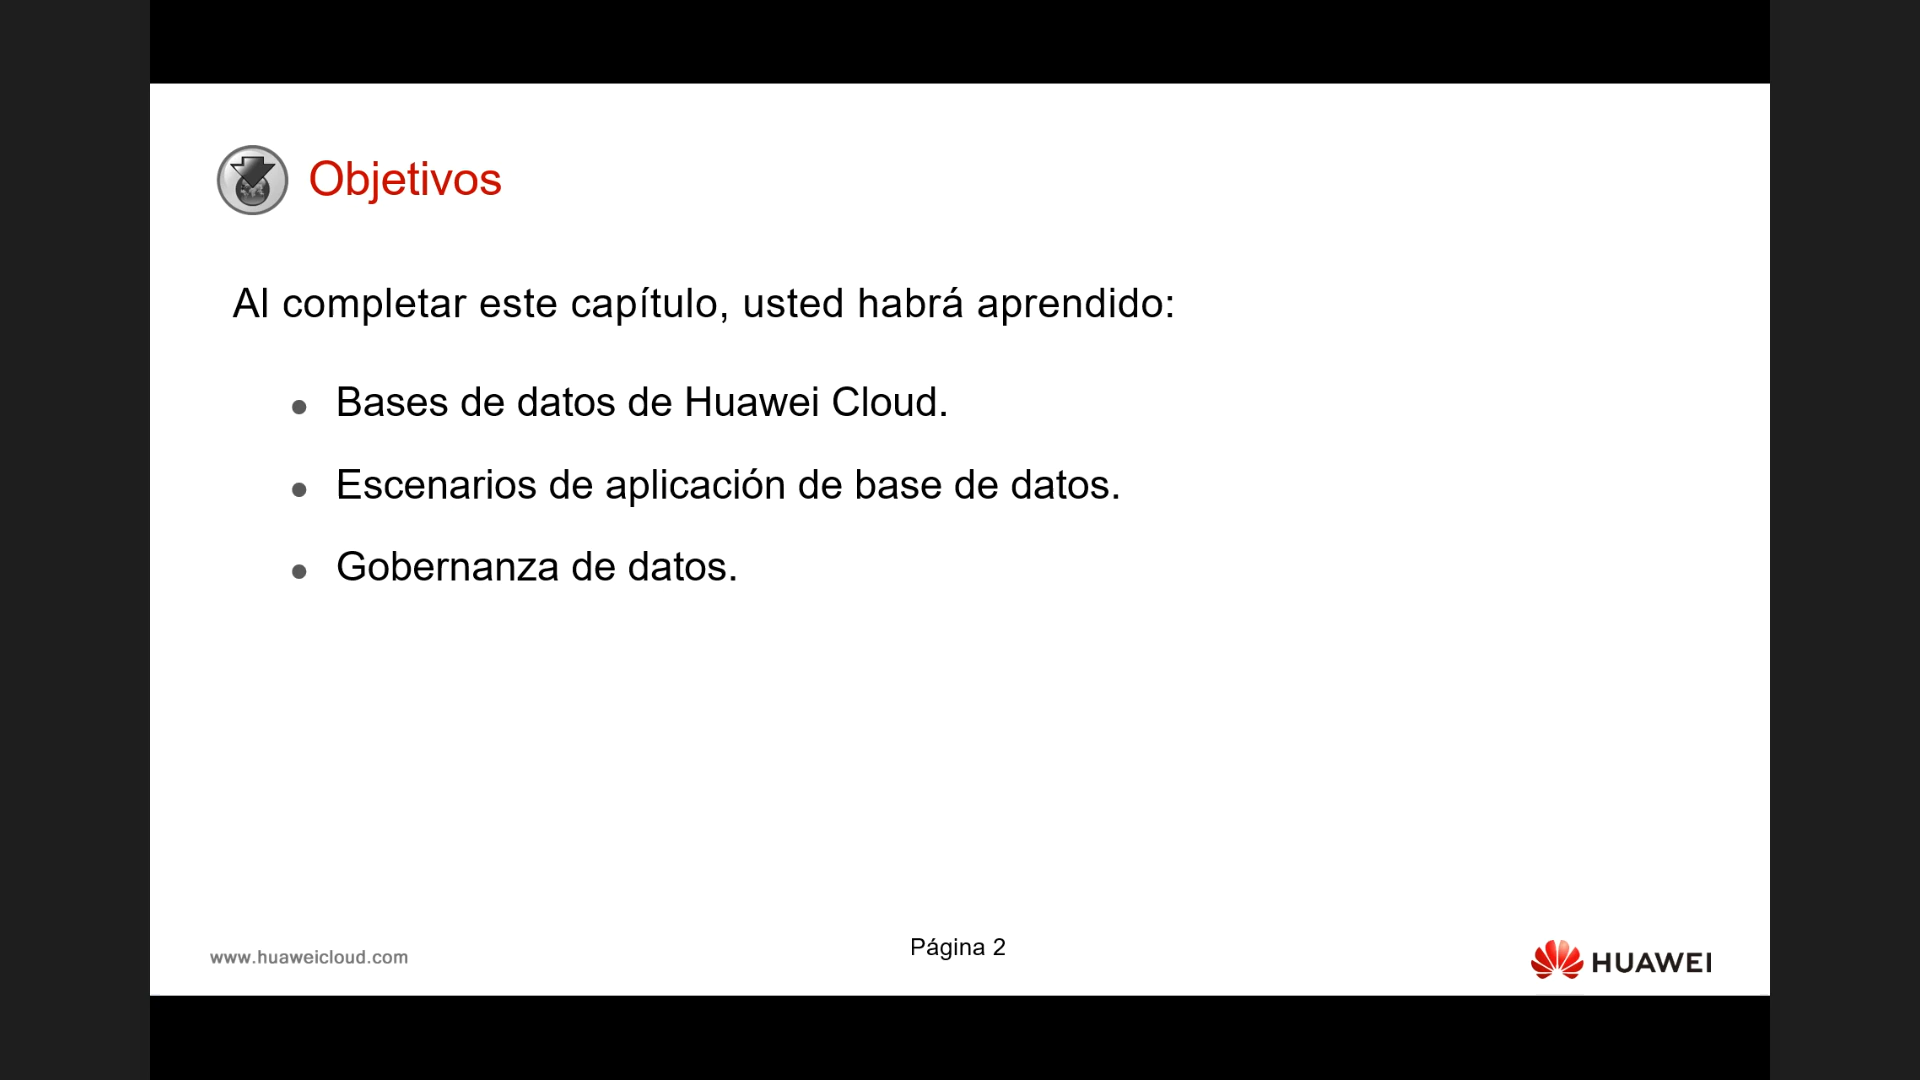 Objetivos
Al completar este capítulo, usted habrá aprendido:
Bases de datos de Huawei Cloud.
Escenarios de aplicación de base de datos.
Gobernanza de datos.
www.huaweicloud.com
Página 2
HUAWEI